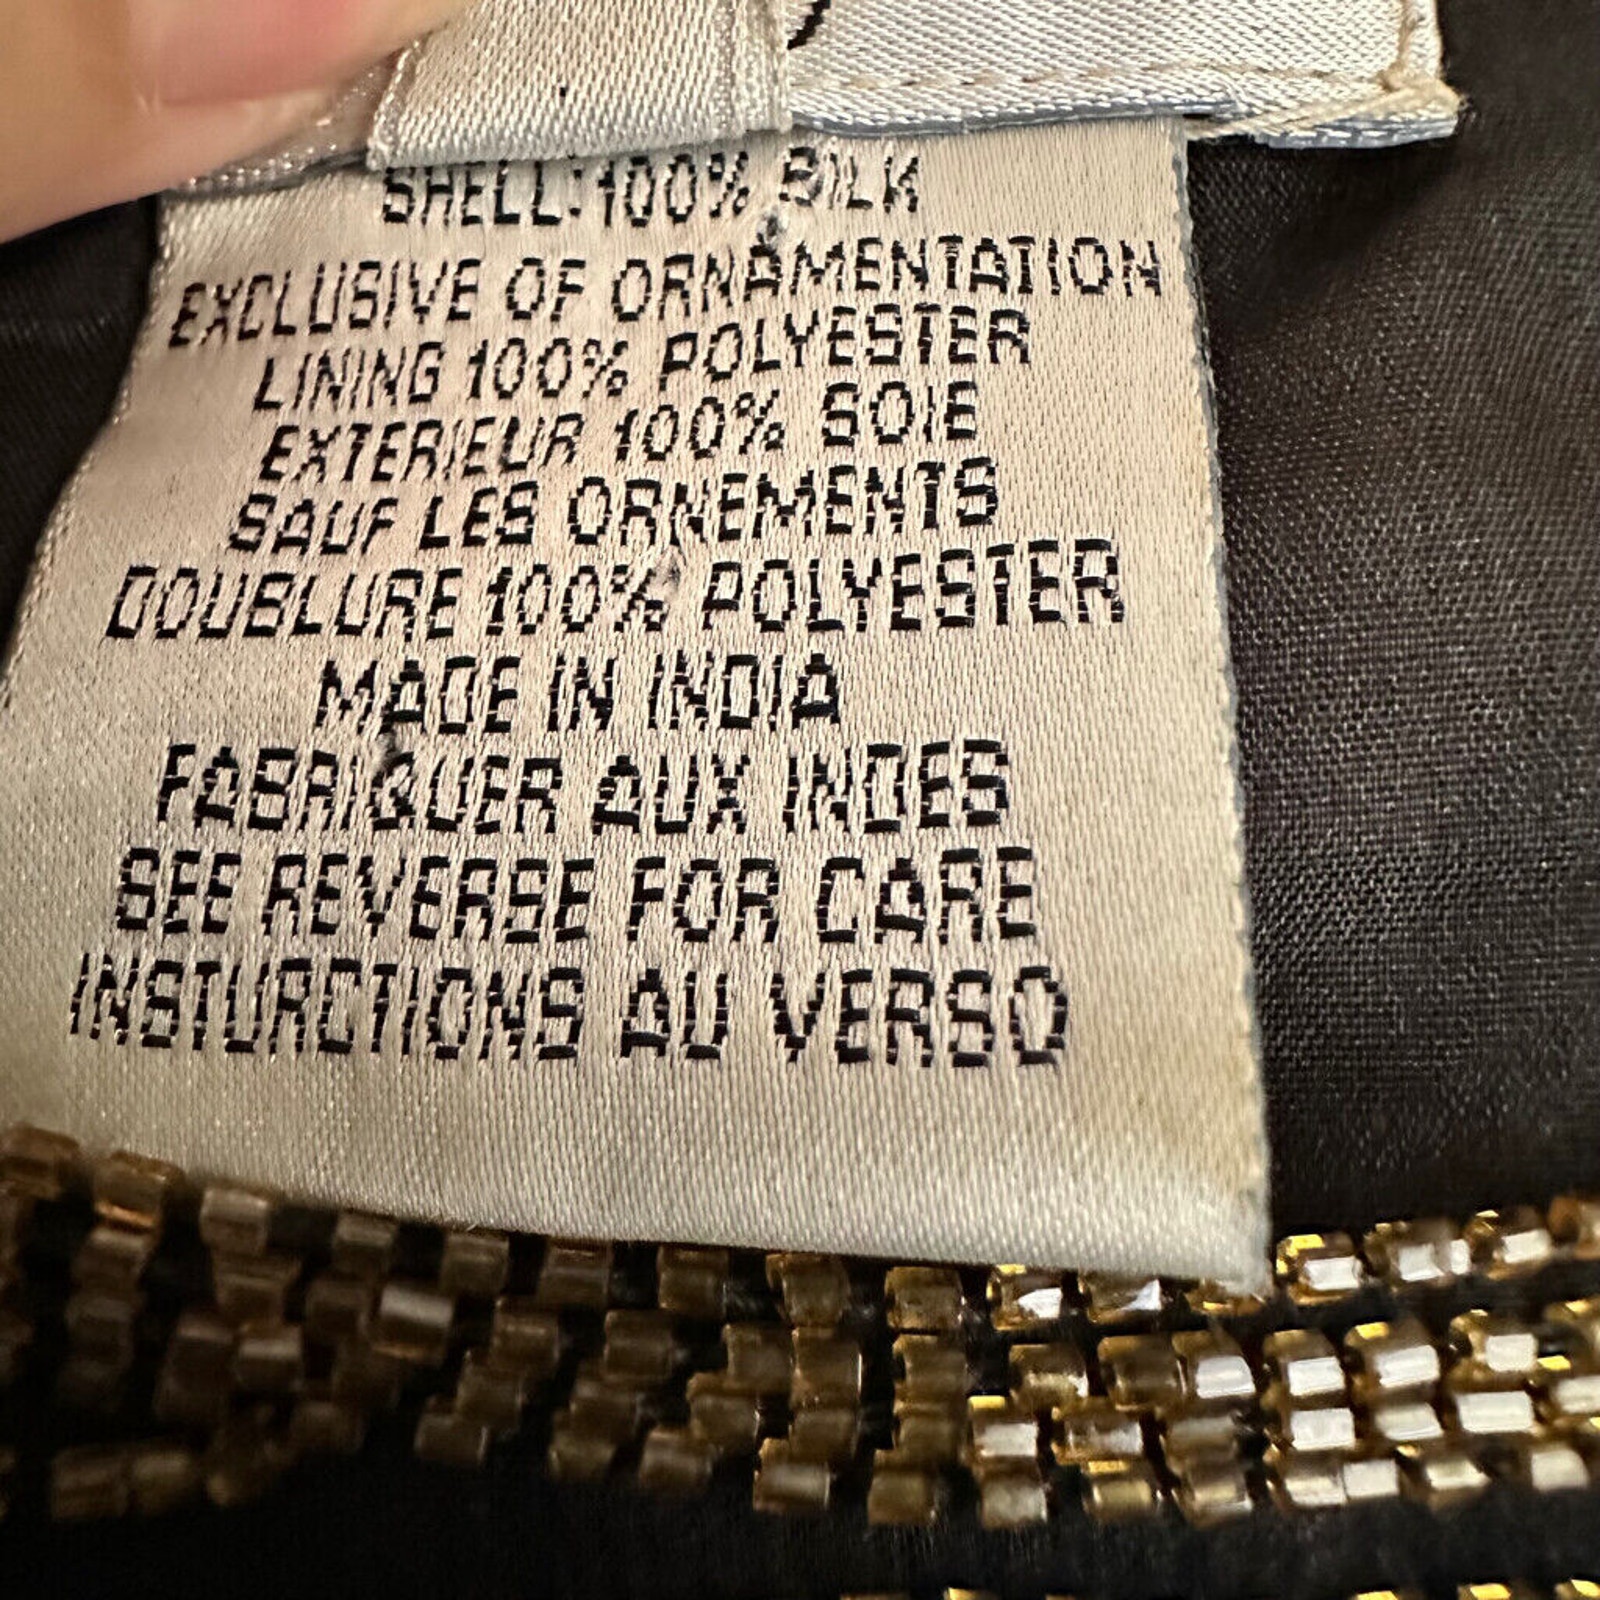 SHELL:100% SILK
EXCLUSIVE OF ORNAMENTATION
LINING 100% POLYESTER
EXTERIEUR 100% SOIE
SAUF LES ORNEMENTS
DOUBLURE 100% POLYESTER
MADE IN INDIA
FABRIQUER AUX INDES
SEE REVERSE FOR CARE
INSTURCTIONS AU VERSO